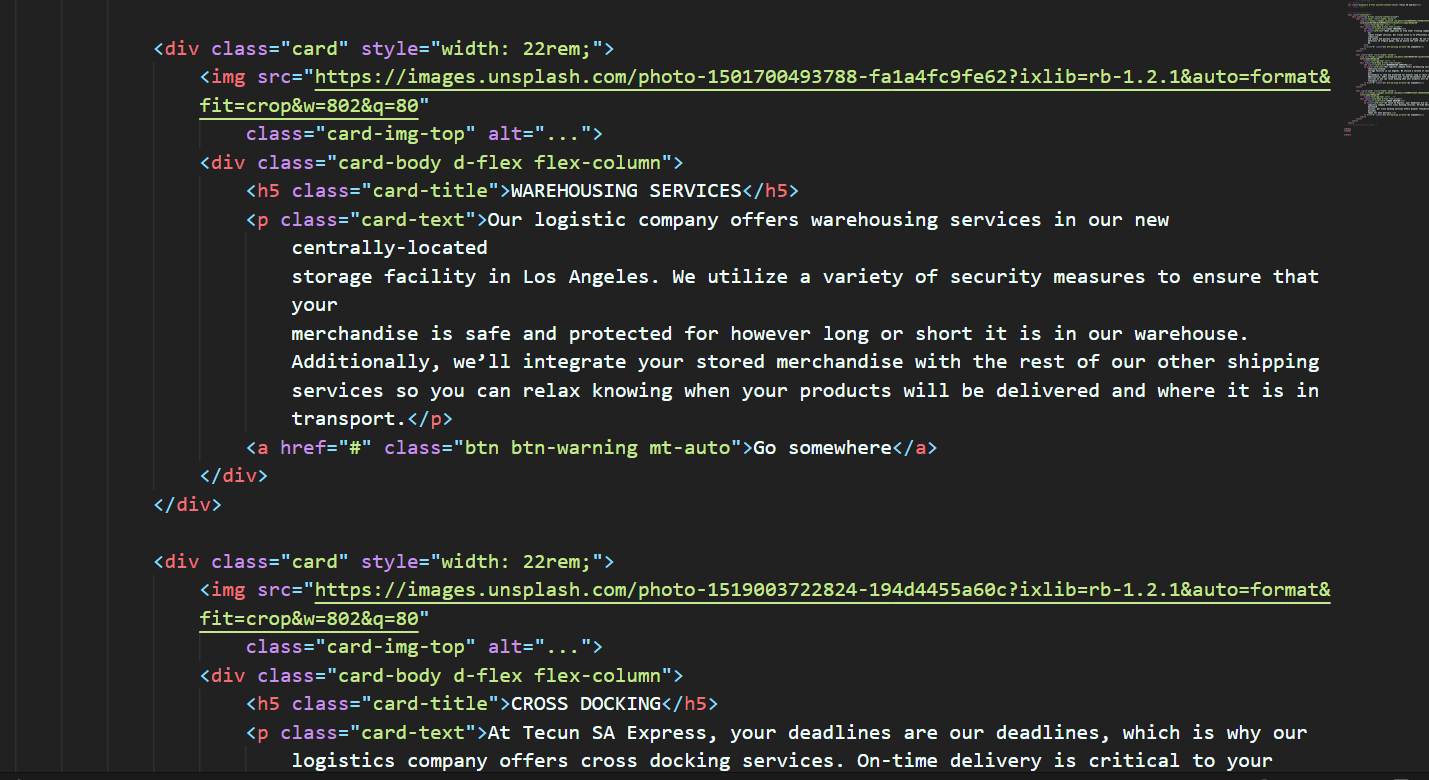 <div class="card" style="width: 22rem;">
<img src="https://images.unsplash.com/photo-1501700493788-fa1a4fc9fe62?ixlib=rb-1.2.1&auto=format&
fit=crop&w=802&q=80"
class="card-img-top" alt="...">
<div class="card-body d-flex flex-column">
<h5 class="card-title">WAREHOUSING SERVICES</h5>
<p class="card-text">Our logistic company offers warehousing services in our new
centrally-located
storage facility in Los Angeles. We utilize a variety of security measures to ensure that
your
merchandise is safe and protected for however long or short it is in our warehouse.
Additionally, we’ll integrate your stored merchandise with the rest of our other shipping
services so you can relax knowing when your products will be delivered and where it is in
transport.</p>
<a href="#" class="btn btn-warning mt-auto">Go somewhere</a>
</div>
</div>
<div class="card" style="width: 22rem;">
<img src="https://images.unsplash.com/photo-1519003722824-194d4455a60c?ixlib=rb-1.2.1&auto=format&
fit=crop&w=802&q=80"
class="card-img-top" alt="...">
<div class="card-body d-flex flex-column">
<h5 class="card-title">CROSS DOCKING</h5>
<p class="card-text">At Tecun SA Express, your deadlines are our deadlines, which is why our
logistics company offers cross docking services. On-time delivery is critical to your